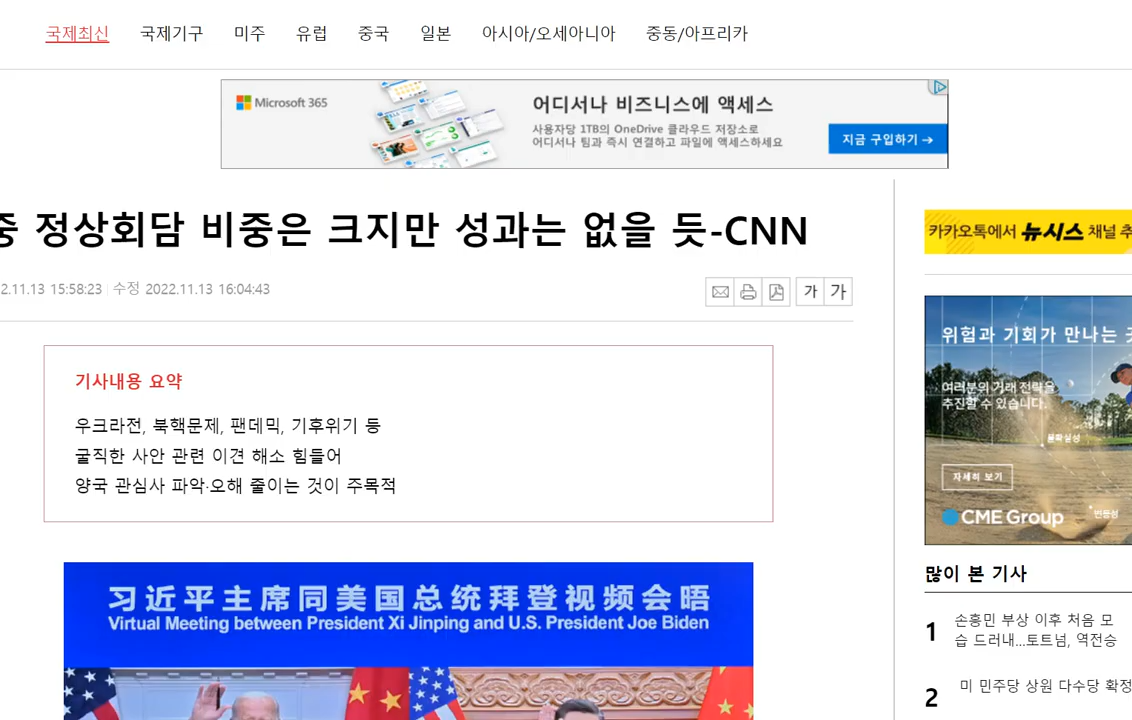 국제최신 국제기구 미주 유럽 중국 일본 아시아/오세아니아 중동/아프리카
Microsoft 365
어디서나 비즈니스에 액세스
사용자당 1TB의 OneDrive 클라우드 저장소로
어디서나 팀과 즉시 연결하고 파일에 액세스하세요
지금 구입하기 →
중 정상회담 비중은 크지만 성과는 없을 듯-CNN
2.11.13 15:58:23 수정 2022.11.13 16:04:43
가 가
기사내용 요약
우크라전, 북핵문제, 팬데믹, 기후위기 등
굴직한 사안 관련 이견 해소 힘들어
양국 관심사 파악·오해 줄이는 것이 주목적
习近平主席同美国总统拜登视频会晤
Virtual Meeting between President Xi Jinping and U.S. President Joe Biden
카카오톡에서 뉴시스 채널 추
위험과 기회가 만나는
여러분의 거래 전략을
추진할 수 있습니다.
불확실성
자세히 보기
CME Group
변동성
많이 본 기사
1 손흥민 부상 이후 처음 모
습 드러내...토트넘, 역전승
2 미 민주당 상원 다수당 확정